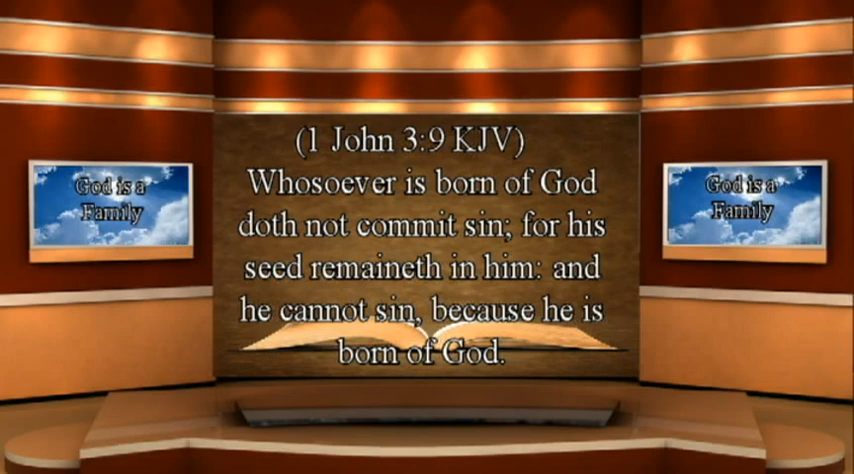 (1 John 3:9 KJV)
Whosoever is born of God
doth not commit sin; for his
seed remaineth in him: and
he cannot sin, because he is
born of God.
God is a
Family
God is a
Family